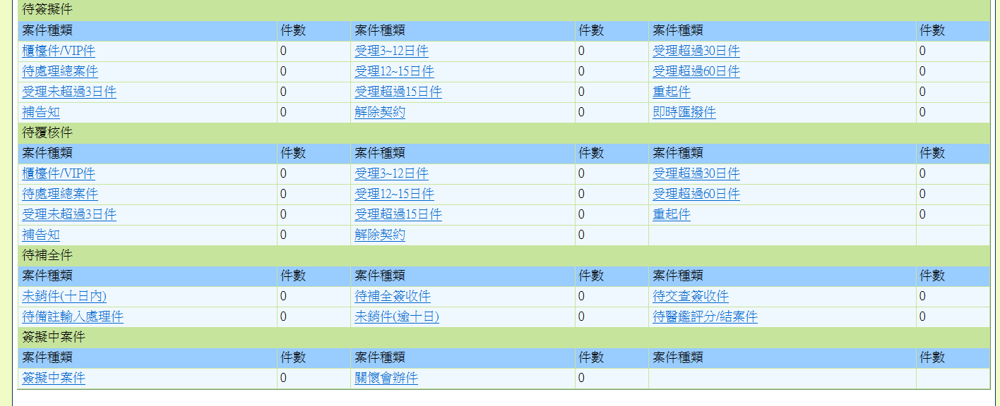 待簽擬件
案件種類 件數 案件種類 件數 案件種類 件數
櫃檯件/VIP件 0 受理3~12日件 0 受理超過30日件 0
待處理總案件 0 受理12~15日件 0 受理超過60日件 0
受理未超過3日件 0 受理超過15日件 0 重起件 0
補告知 0 解除契約 0 即時匯撥件 0
待覆核件
案件種類 件數 案件種類 件數 案件種類 件數
櫃檯件/VIP件 0 受理3~12日件 0 受理超過30日件 0
待處理總案件 0 受理12~15日件 0 受理超過60日件 0
受理未超過3日件 0 受理超過15日件 0 重起件 0
補告知 0 解除契約 0
待補全件
案件種類 件數 案件種類 件數 案件種類 件數
未銷件(十日內) 0 待補全簽收件 0 待交查簽收件 0
待備註輸入處理件 0 未銷件(逾十日) 0 待醫鑑評分/結案件 0
簽擬中案件
案件種類 件數 案件種類 件數 案件種類 件數
簽擬中案件 0 關懷會辦件 0